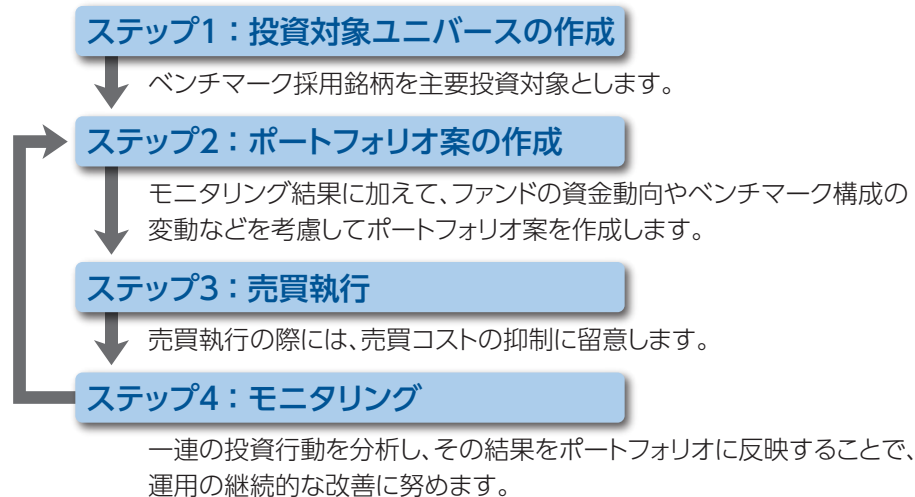 ステップ1：投資対象ユニバースの作成
ベンチマーク採用銘柄を主要投資対象とします。
ステップ2：ポートフォリオ案の作成
モニタリング結果に加えて、ファンドの資金動向やベンチマーク構成の
変動などを考慮してポートフォリオ案を作成します。
ステップ3：売買執行
売買執行の際には、売買コストの抑制に留意します。
ステップ4：モニタリング
一連の投資行動を分析し、その結果をポートフォリオに反映することで、
運用の継続的な改善に努めます。